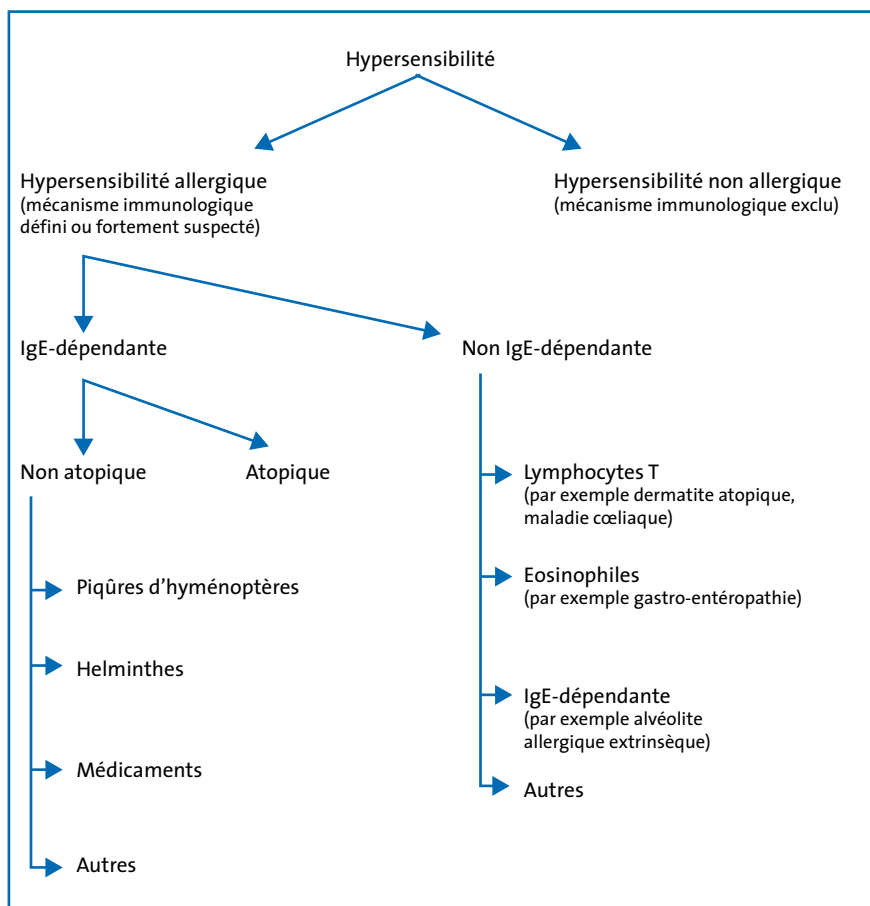 Hypersensibilité
Hypersensibilité allergique
(mécanisme immunologique
défini ou fortement suspecté)
Hypersensibilité non allergique
(mécanisme immunologique exclu)
IgE-dépendante
Non IgE-dépendante
Non atopique
Atopique
Piqûres d’hyménoptères
Helminthes
Médicaments
Autres
Lymphocytes T
(par exemple dermatite atopique,
maladie cœliaque)
Eosinophiles
(par exemple gastro-entéropathie)
IgE-dépendante
(par exemple alvéolite
allergique extrinsèque)
Autres